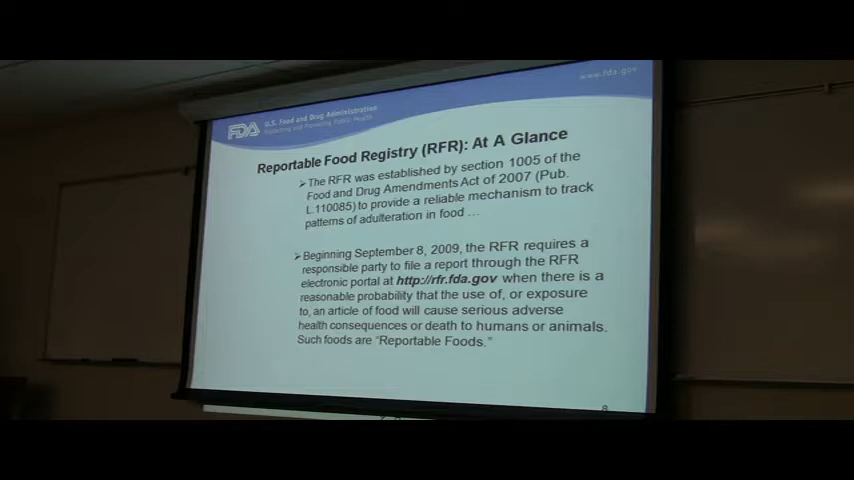 www.fda.gov
FDA
U.S. Food and Drug Administration
Protecting and Promoting Public Health
Reportable Food Registry (RFR): At A Glance
➢ The RFR was established by section 1005 of the
Food and Drug Amendments Act of 2007 (Pub.
L.110085) to provide a reliable mechanism to track
patterns of adulteration in food ...
➢ Beginning September 8, 2009, the RFR requires a
responsible party to file a report through the RFR
electronic portal at http://rfr.fda.gov when there is a
reasonable probability that the use of, or exposure
to, an article of food will cause serious adverse
health consequences or death to humans or animals.
Such foods are “Reportable Foods.”
8